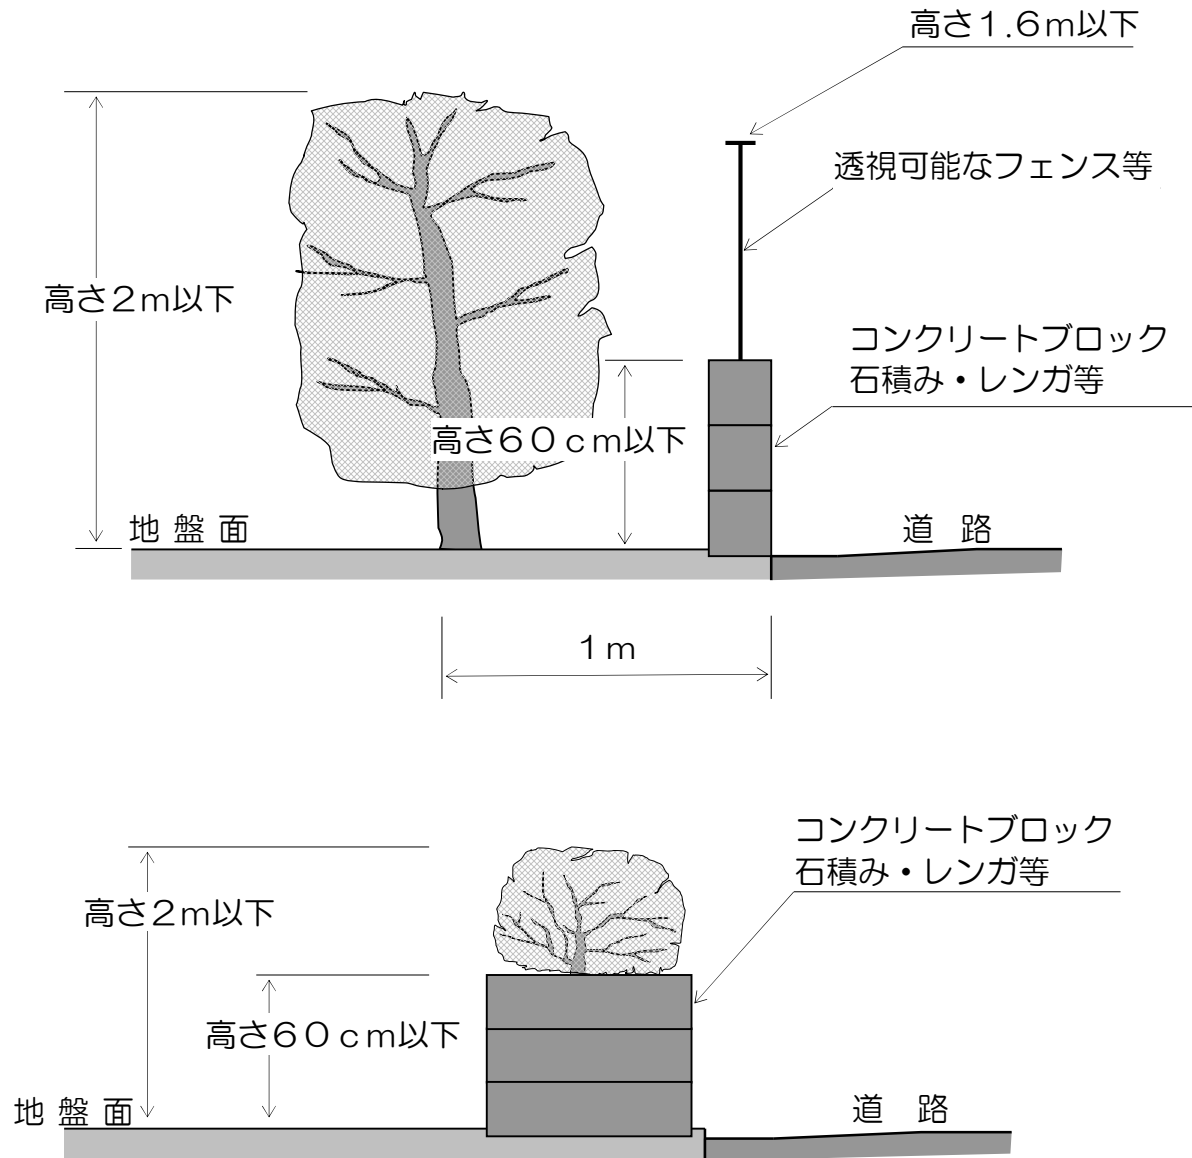 高さ1.6m以下
透視可能なフェンス等
高さ2m以下
コンクリートブロック
石積み・レンガ等
高さ60cm以下
地盤面
道路
1m
コンクリートブロック
石積み・レンガ等
高さ2m以下
高さ60cm以下
地盤面
道路